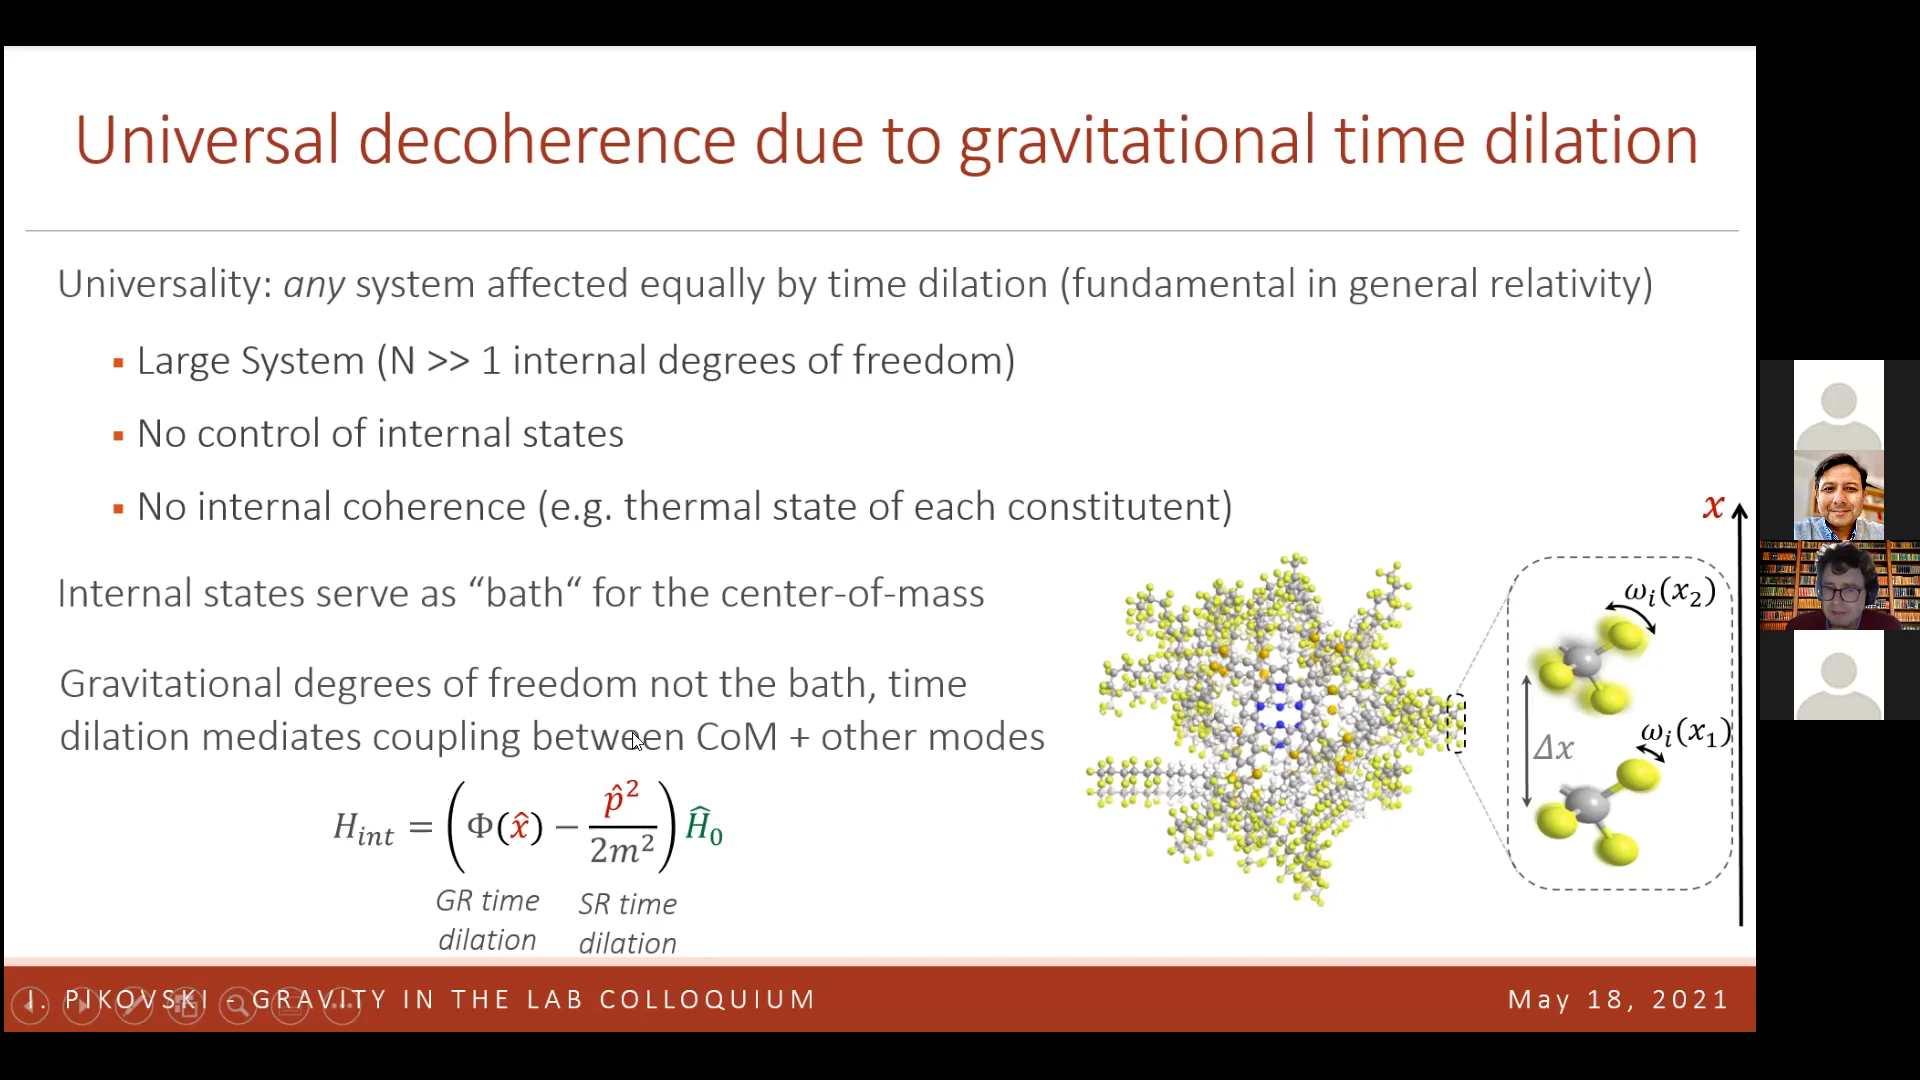 Universal decoherence due to gravitational time dilation
Universality: any system affected equally by time dilation (fundamental in general relativity)
▪ Large System (N >> 1 internal degrees of freedom)
▪ No control of internal states
▪ No internal coherence (e.g. thermal state of each constitutent)
Internal states serve as “bath“ for the center-of-mass
Gravitational degrees of freedom not the bath, time
dilation mediates coupling between CoM + other modes
H_int = (Φ(x̂) − p̂²/2m²) Ĥ₀
GR time
dilation
SR time
dilation
x
ω_i(x₂)
Δx
ω_i(x₁)
I. PIKOVSKI - GRAVITY IN THE LAB COLLOQUIUM
May 18, 2021